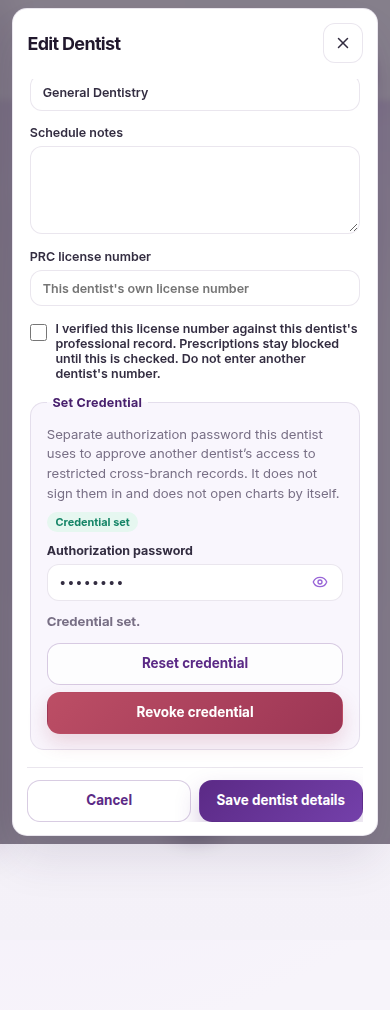 Edit Dentist
General Dentistry
Schedule notes
PRC license number
This dentist's own license number
I verified this license number against this dentist's
professional record. Prescriptions stay blocked
until this is checked. Do not enter another
dentist's number.
Set Credential
Separate authorization password this dentist
uses to approve another dentist’s access to
restricted cross-branch records. It does not
sign them in and does not open charts by itself.
Credential set
Authorization password
••••••••
Credential set.
Reset credential
Revoke credential
Cancel
Save dentist details